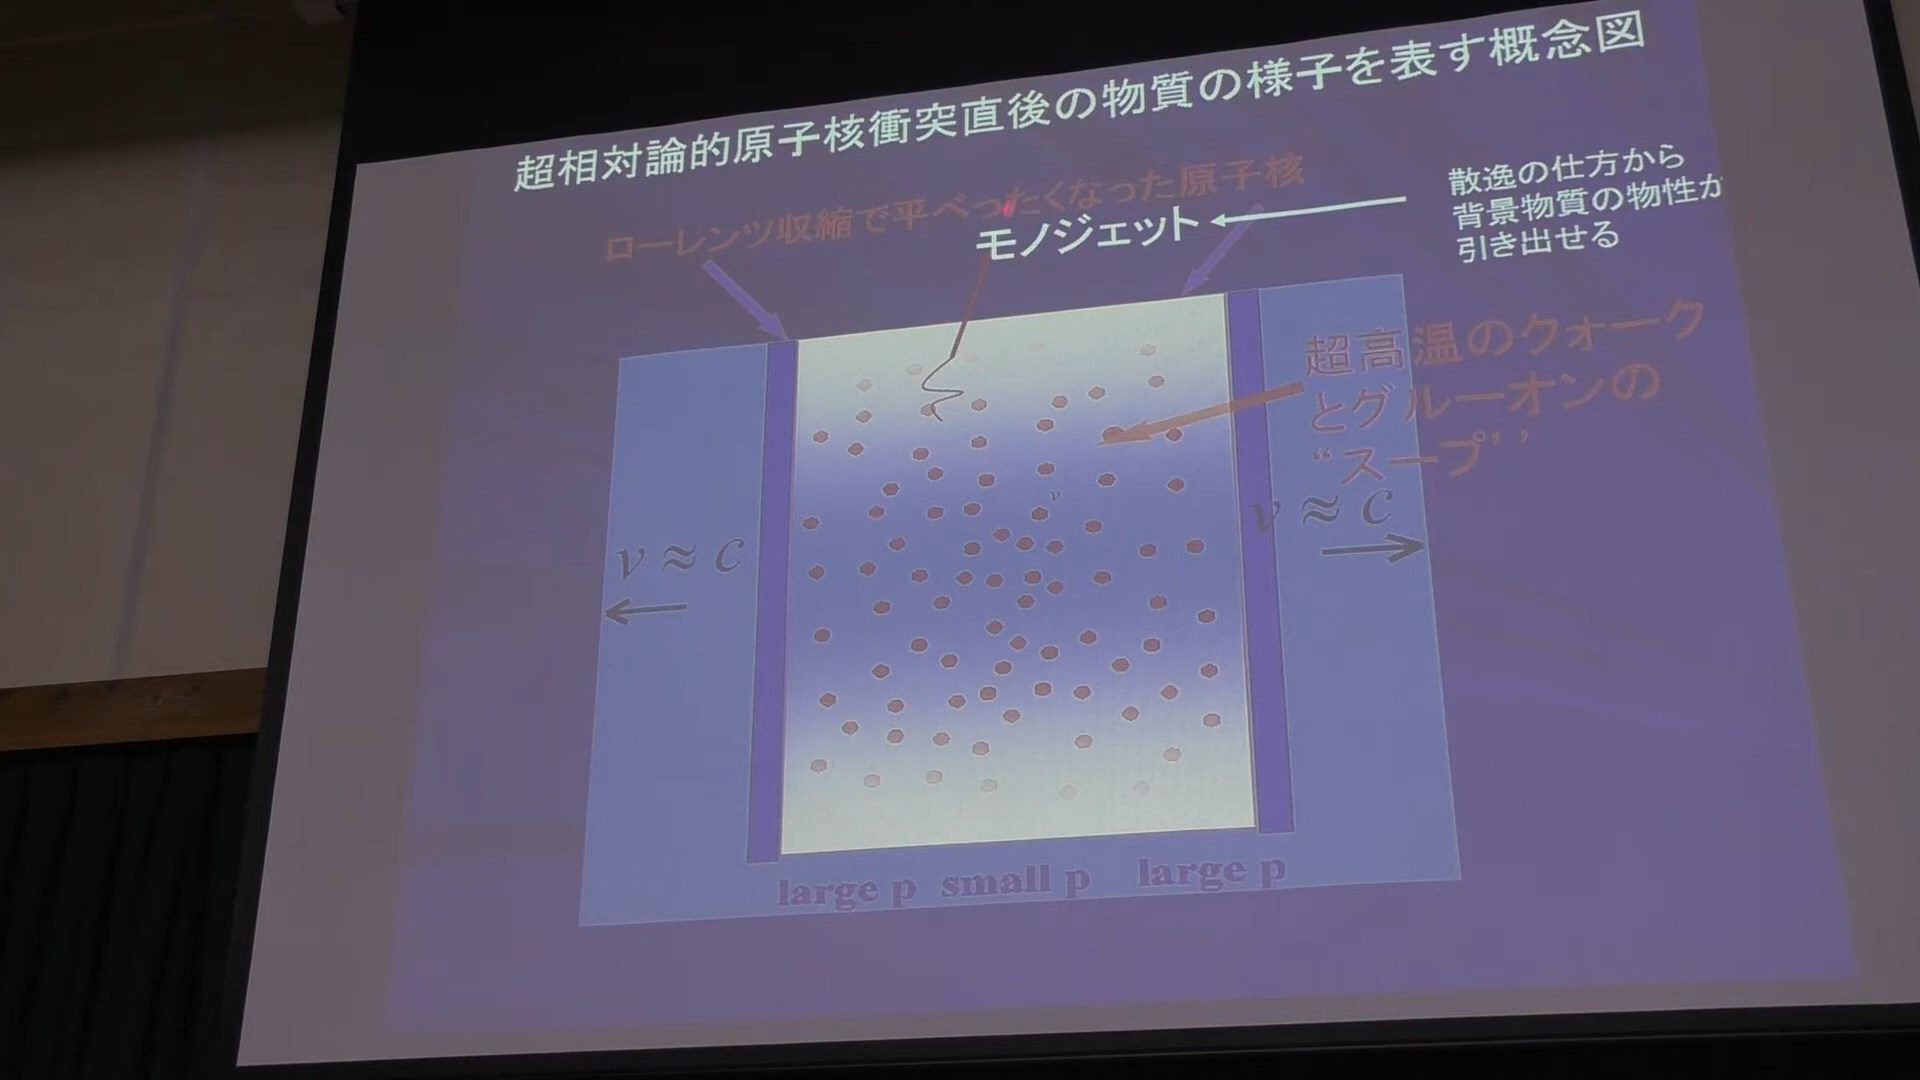 超相対論的原子核衝突直後の物質の様子を表す概念図
ローレンツ収縮で平べったくなった原子核
モノジェット
散逸の仕方から
背景物質の物性が
引き出せる
超高温のクォーク
とグルーオンの
“スープ’’
v ≈ c
v ≈ c
v
large p small p large p